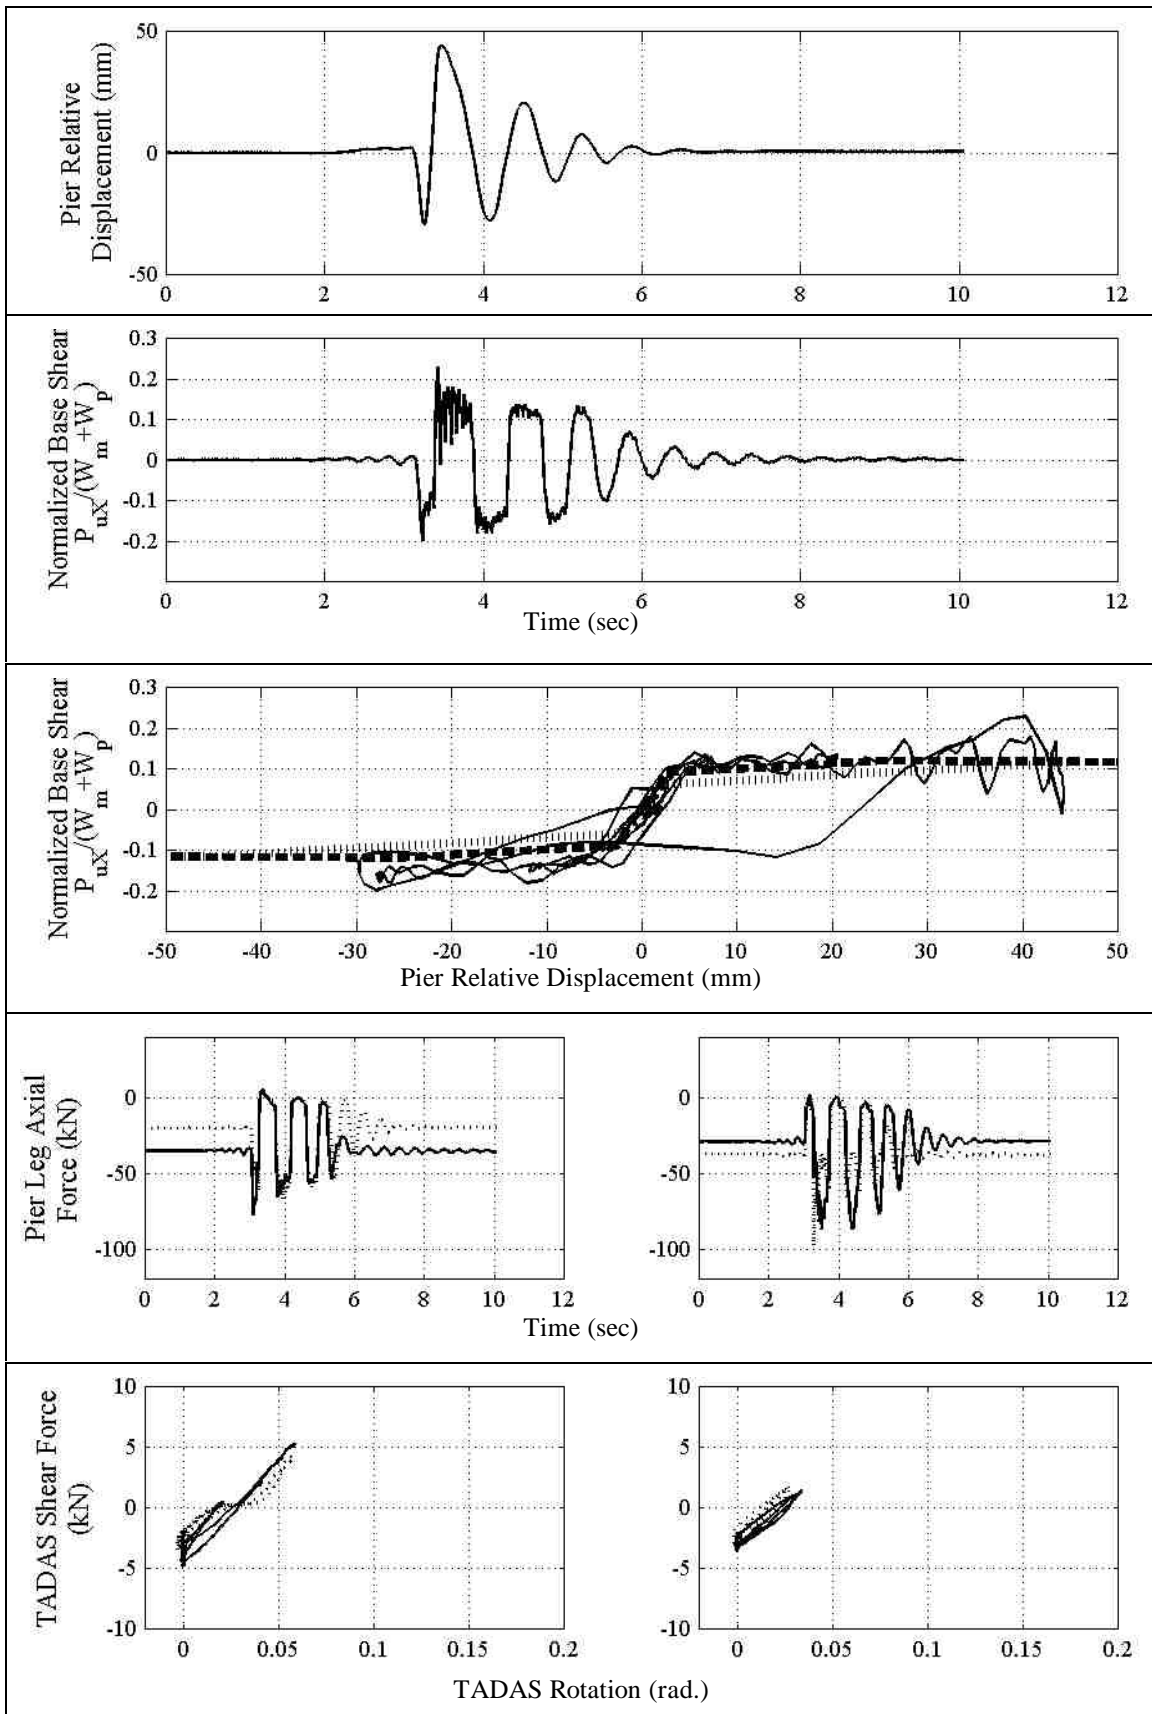 Pier Relative
Displacement (mm)
50
0
-50
0 2 4 6 8 10 12
Normalized Base Shear
P_uX/(W_m+W_p)
0.3
0.2
0.1
0
-0.1
-0.2
0 2 4 6 8 10 12
Time (sec)
Normalized Base Shear
P_uX/(W_m+W_p)
0.3
0.2
0.1
0
-0.1
-0.2
-50 -40 -30 -20 -10 0 10 20 30 40 50
Pier Relative Displacement (mm)
Pier Leg Axial
Force (kN)
0
-50
-100
0 2 4 6 8 10 12
0
-50
-100
0 2 4 6 8 10 12
Time (sec)
TADAS Shear Force
(kN)
10
5
0
-5
-10
0 0.05 0.1 0.15 0.2
10
5
0
-5
-10
0 0.05 0.1 0.15 0.2
TADAS Rotation (rad.)